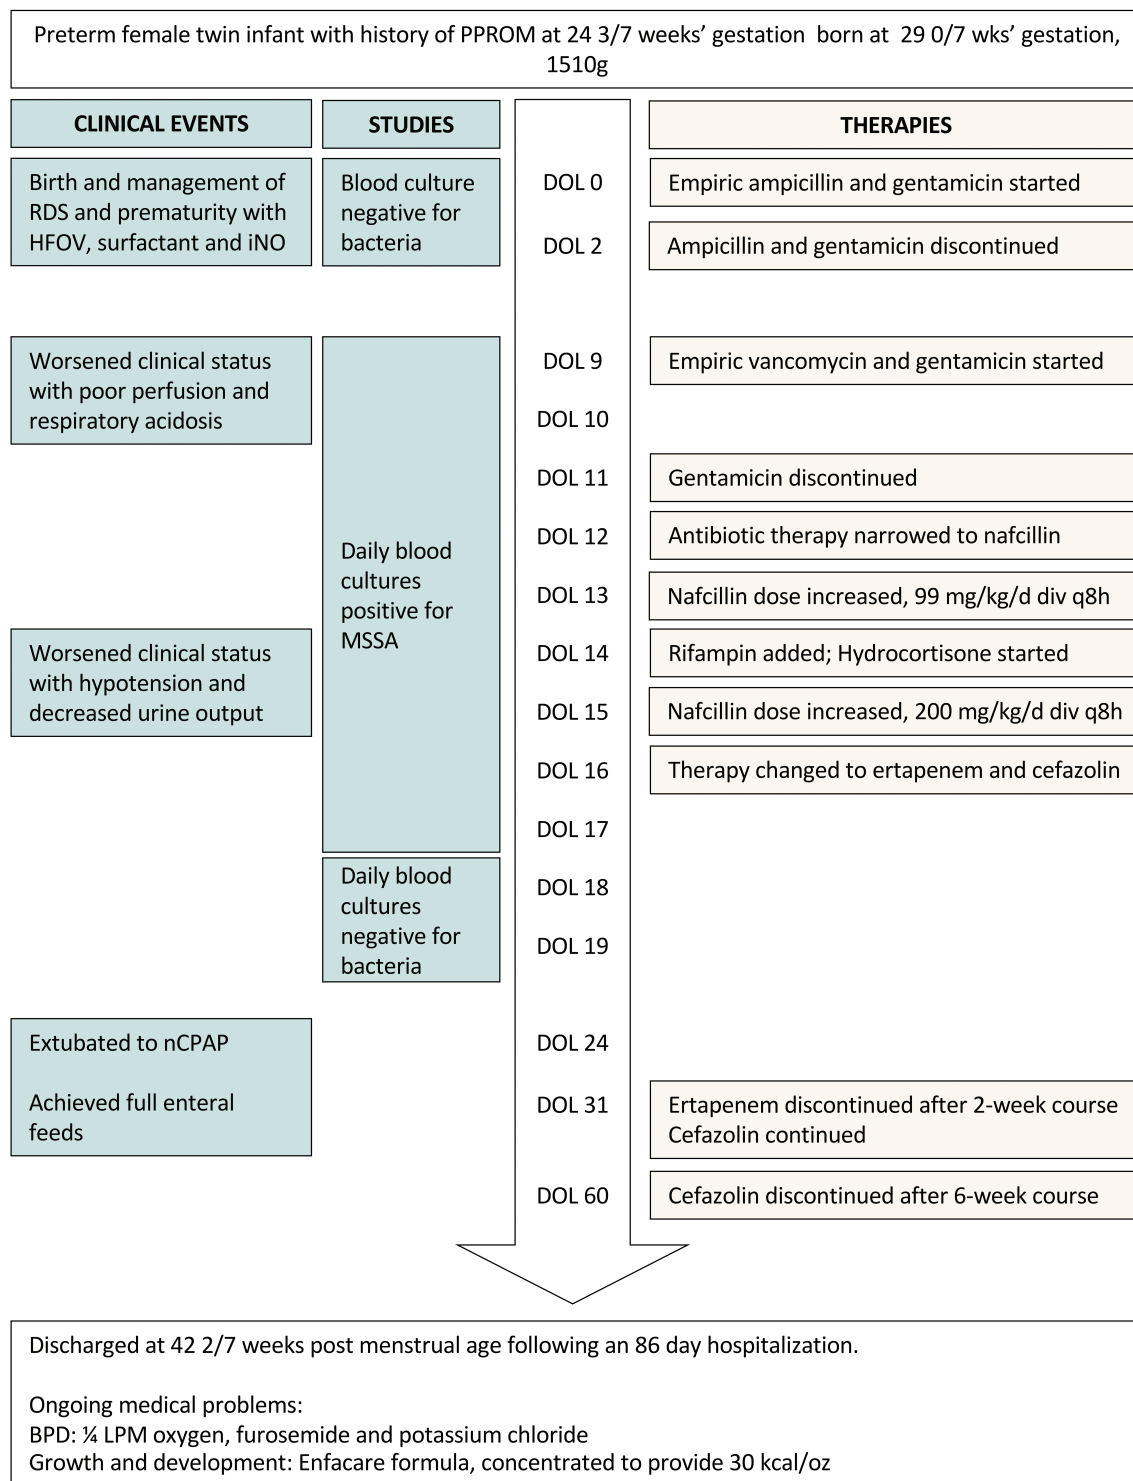 Preterm female twin infant with history of PPROM at 24 3/7 weeks’ gestation born at 29 0/7 wks’ gestation,
1510g
CLINICAL EVENTS
STUDIES
THERAPIES
Birth and management of
RDS and prematurity with
HFOV, surfactant and iNO
Blood culture
negative for
bacteria
DOL 0
Empiric ampicillin and gentamicin started
DOL 2
Ampicillin and gentamicin discontinued
Worsened clinical status
with poor perfusion and
respiratory acidosis
Daily blood
cultures
positive for
MSSA
DOL 9
Empiric vancomycin and gentamicin started
DOL 10
DOL 11
Gentamicin discontinued
DOL 12
Antibiotic therapy narrowed to nafcillin
DOL 13
Nafcillin dose increased, 99 mg/kg/d div q8h
Worsened clinical status
with hypotension and
decreased urine output
DOL 14
Rifampin added; Hydrocortisone started
DOL 15
Nafcillin dose increased, 200 mg/kg/d div q8h
DOL 16
Therapy changed to ertapenem and cefazolin
DOL 17
Daily blood
cultures
negative for
bacteria
DOL 18
DOL 19
Extubated to nCPAP
DOL 24
Achieved full enteral
feeds
DOL 31
Ertapenem discontinued after 2-week course
Cefazolin continued
DOL 60
Cefazolin discontinued after 6-week course
Discharged at 42 2/7 weeks post menstrual age following an 86 day hospitalization.
Ongoing medical problems:
BPD: ¼ LPM oxygen, furosemide and potassium chloride
Growth and development: Enfacare formula, concentrated to provide 30 kcal/oz